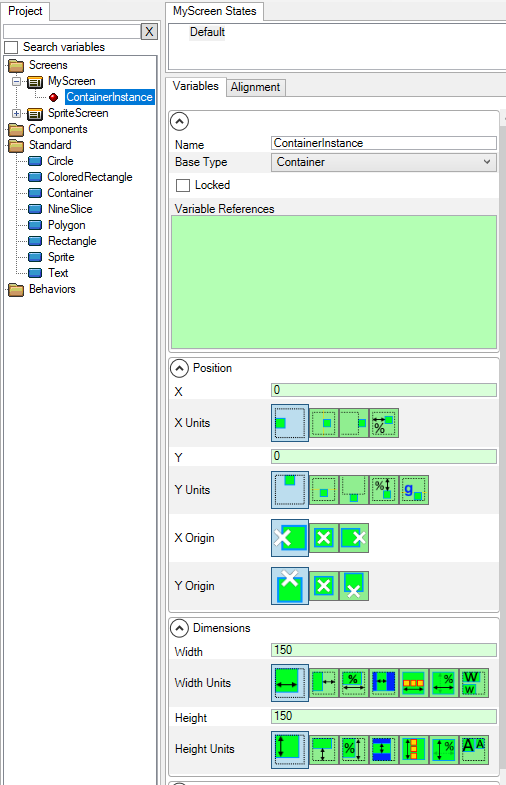 Project
X
Search variables
Screens
MyScreen
ContainerInstance
SpriteScreen
Components
Standard
Circle
ColoredRectangle
Container
NineSlice
Polygon
Rectangle
Sprite
Text
Behaviors
MyScreen States
Default
Variables
Alignment
Name
ContainerInstance
Base Type
Container
Locked
Variable References
Position
X
0
X Units
%
Y
0
Y Units
%
g
X Origin
Y Origin
Dimensions
Width
150
Width Units
%
%
W
w
Height
150
Height Units
%
%
A A